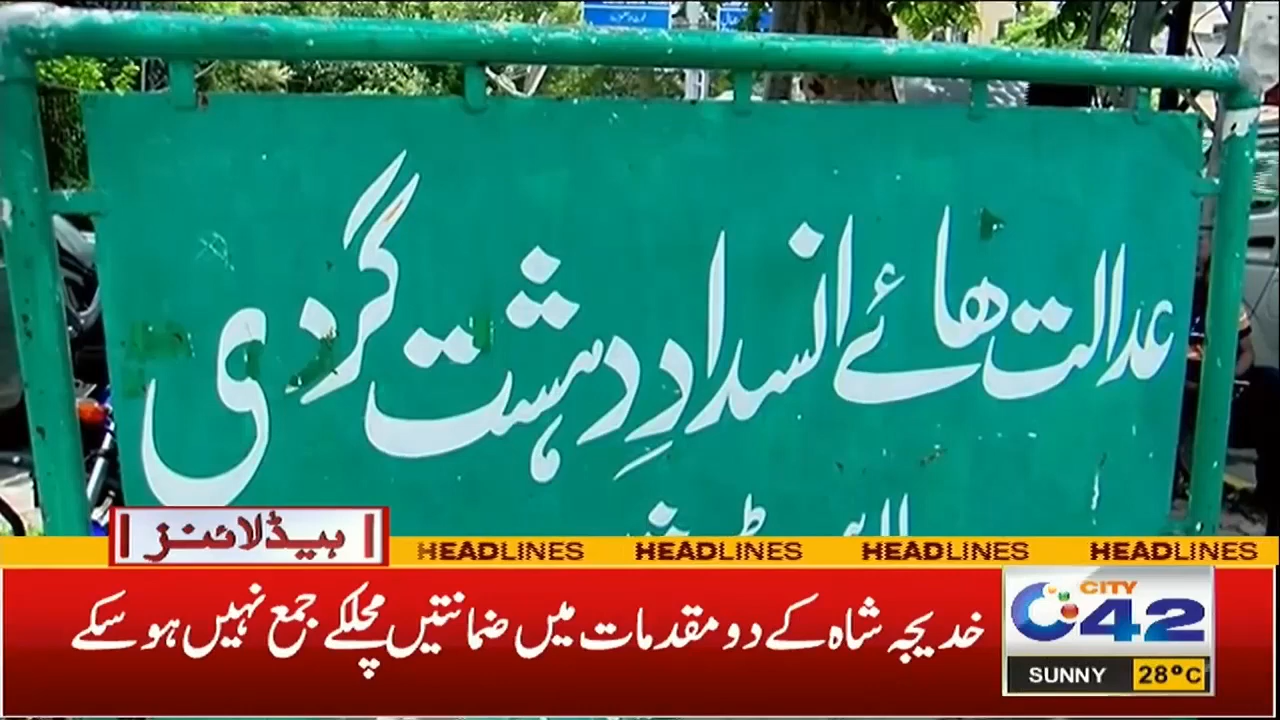 عدالت ھائے انسدادِ دہشت گردی
ہیڈ لائنز
HEADLINES HEADLINES HEADLINES HEADLINES
خدیجہ شاہ کے دو مقدمات میں ضمانتیں مچلکے جمع نہیں ہو سکے
CITY
42
SUNNY 28°C